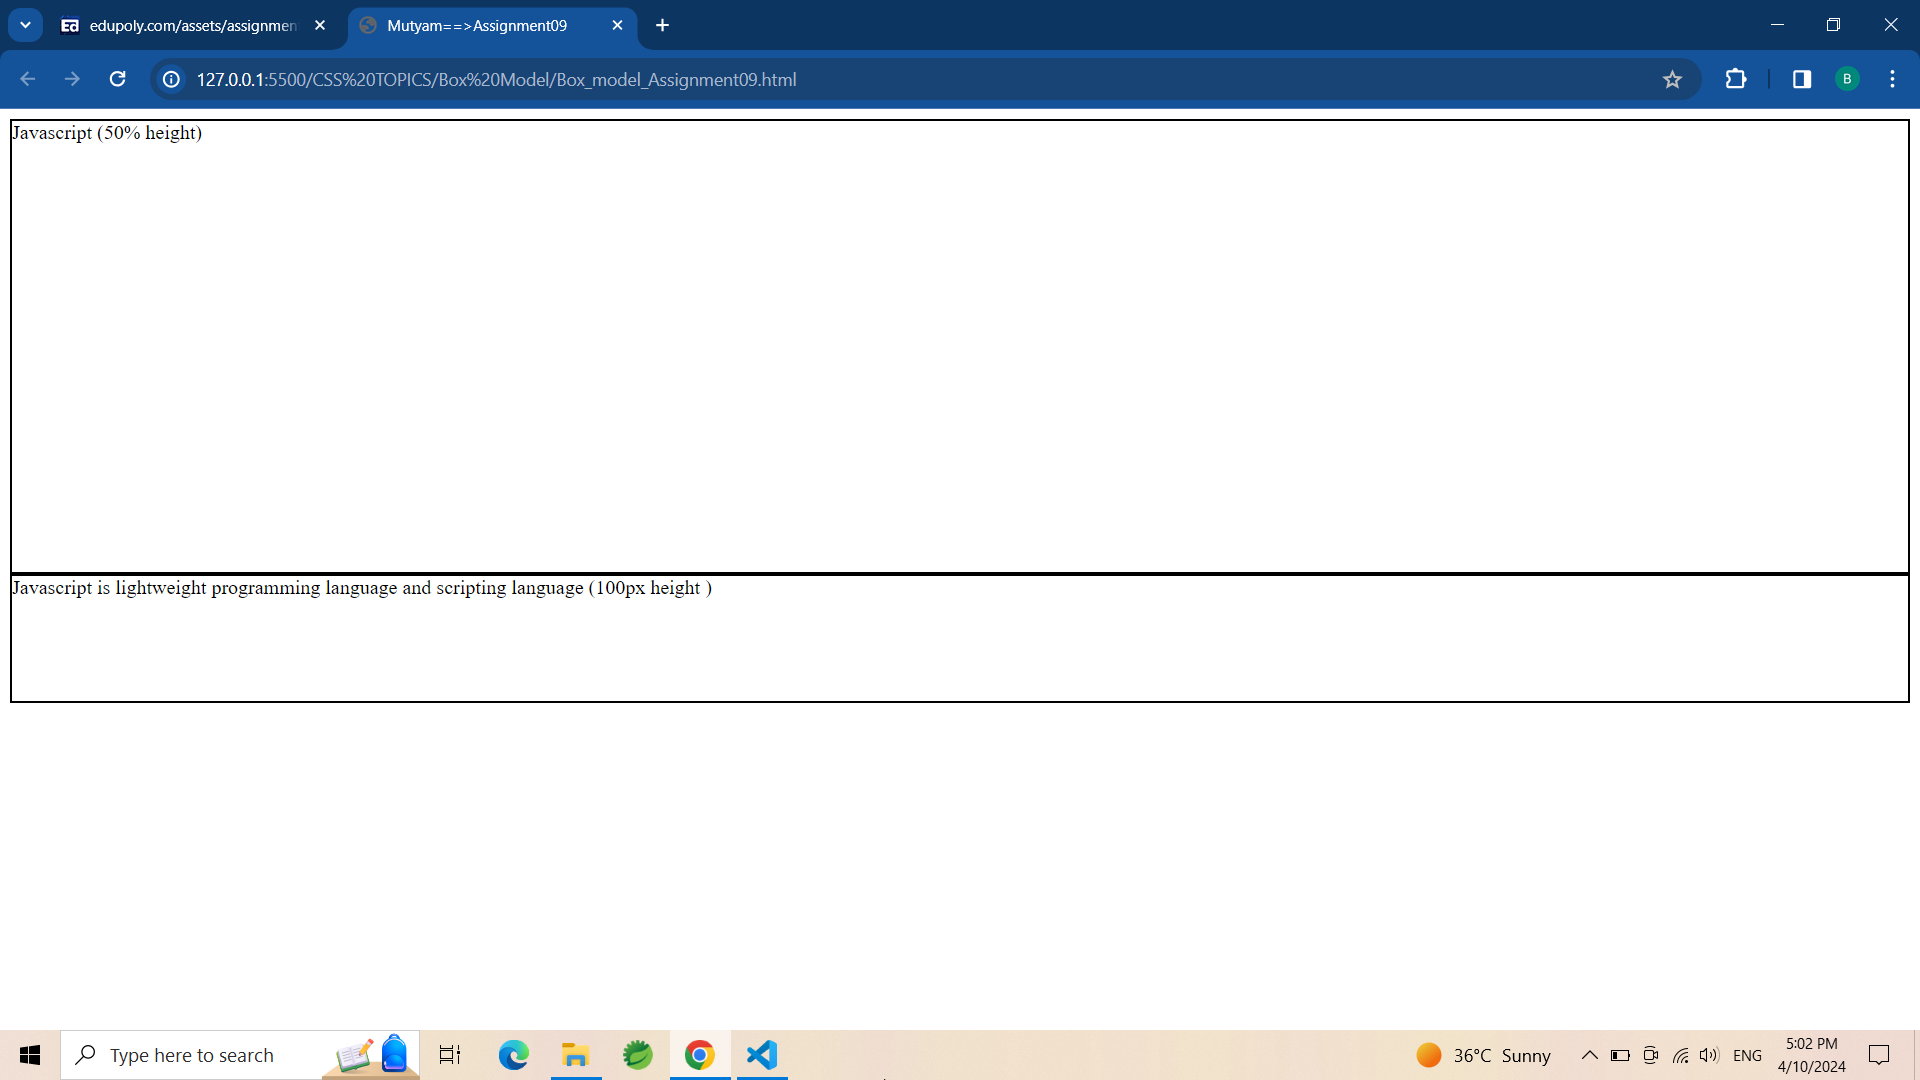 Ed edupoly.com/assets/assignmen
Mutyam==>Assignment09
127.0.0.1:5500/CSS%20TOPICS/Box%20Model/Box_model_Assignment09.html
B
Javascript (50% height)
Javascript is lightweight programming language and scripting language (100px height )
Type here to search
36°C Sunny
ENG
5:02 PM
4/10/2024